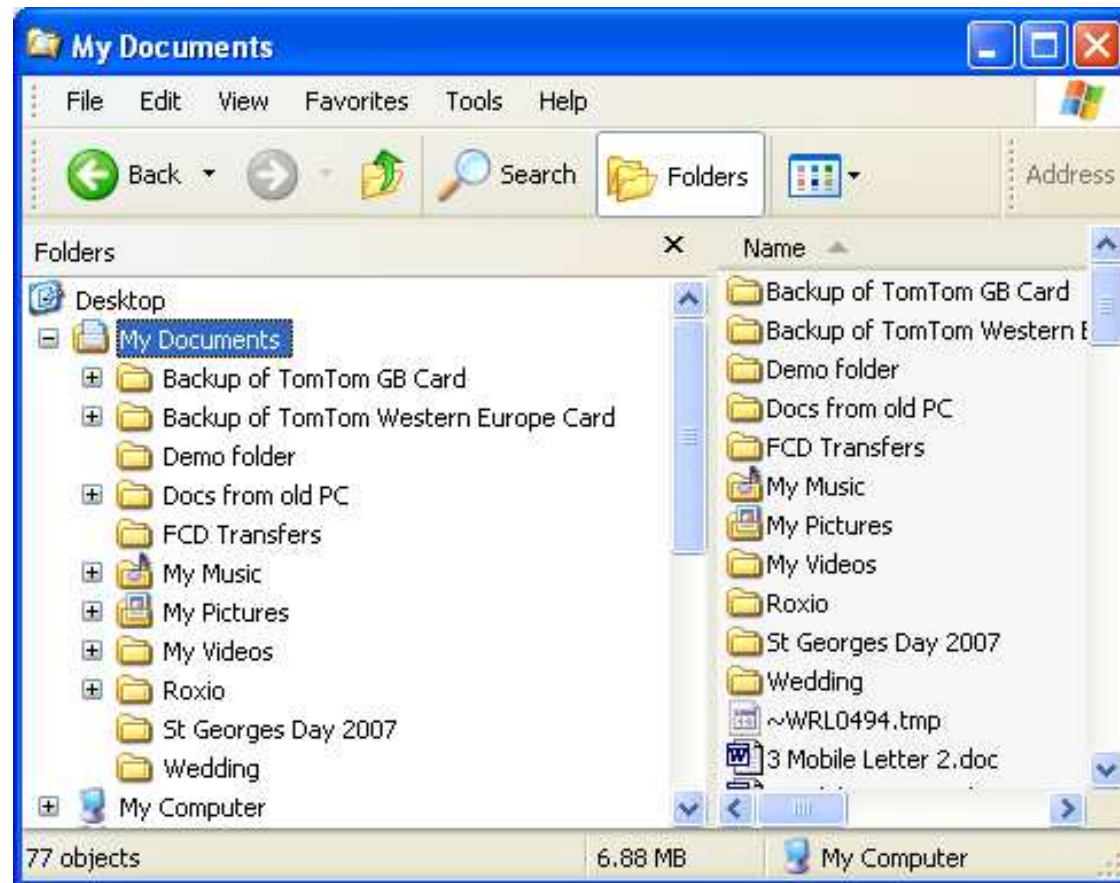 My Documents
File Edit View Favorites Tools Help
Back Search Folders Address
Folders
Desktop
My Documents
Backup of TomTom GB Card
Backup of TomTom Western Europe Card
Demo folder
Docs from old PC
FCD Transfers
My Music
My Pictures
My Videos
Roxio
St Georges Day 2007
Wedding
My Computer
Name
Backup of TomTom GB Card
Backup of TomTom Western
Demo folder
Docs from old PC
FCD Transfers
My Music
My Pictures
My Videos
Roxio
St Georges Day 2007
Wedding
~WRL0494.tmp
3 Mobile Letter 2.doc
77 objects 6.88 MB My Computer